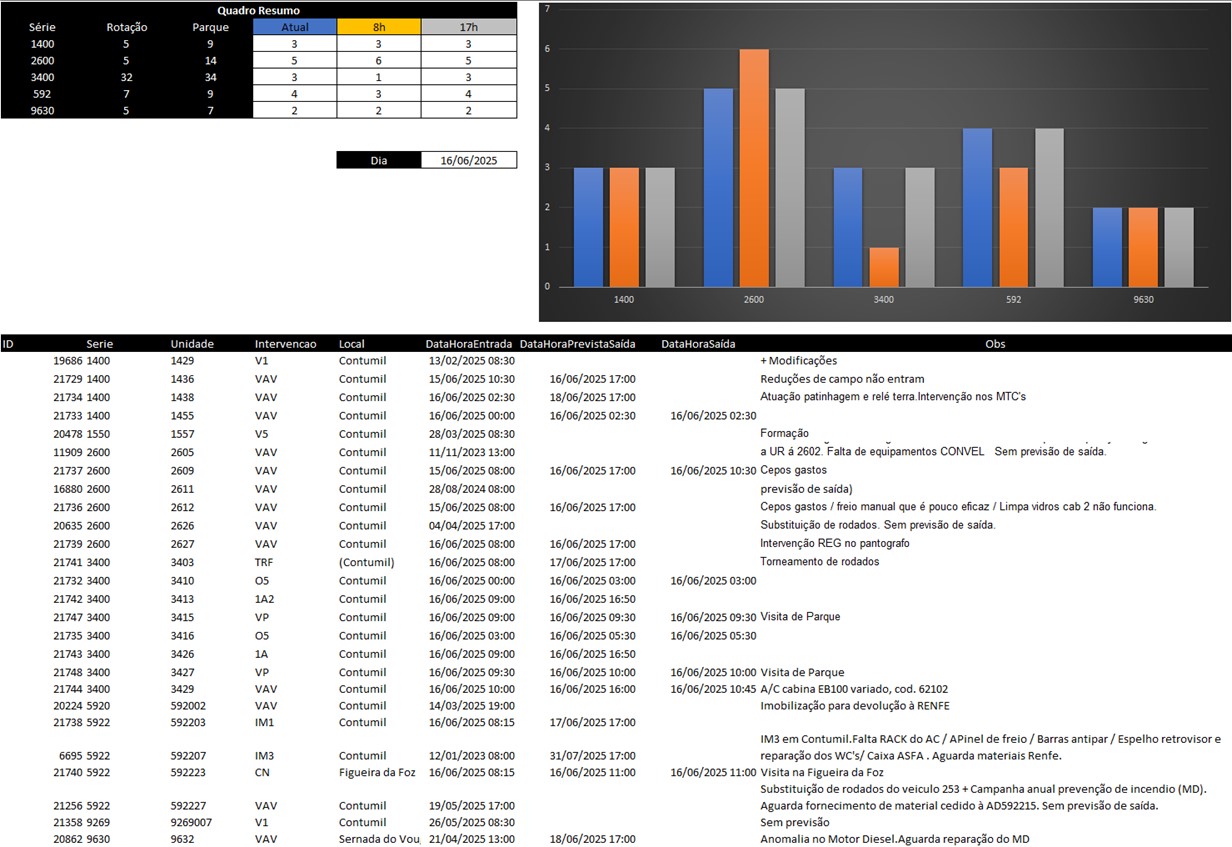 Quadro Resumo
Série Rotação Parque Atual 8h 17h
1400 5 9 3 3 3
2600 5 14 5 6 5
3400 32 34 3 1 3
592 7 9 4 3 4
9630 5 7 2 2 2
Dia 16/06/2025
7
6
5
4
3
2
1
0
1400 2600 3400 592 9630
ID Serie Unidade Intervencao Local DataHoraEntrada DataHoraPrevistaSaída DataHoraSaída Obs
19686 1400 1429 V1 Contumil 13/02/2025 08:30 + Modificações
21729 1400 1436 VAV Contumil 15/06/2025 10:30 16/06/2025 17:00 Reduções de campo não entram
21734 1400 1438 VAV Contumil 16/06/2025 02:30 18/06/2025 17:00 Atuação patinhagem e relé terra.Intervenção nos MTC's
21733 1400 1455 VAV Contumil 16/06/2025 00:00 16/06/2025 02:30 16/06/2025 02:30
20478 1550 1557 V5 Contumil 28/03/2025 08:30 Formação
11909 2600 2605 VAV Contumil 11/11/2023 13:00 a UR á 2602. Falta de equipamentos CONVEL Sem previsão de saída.
21737 2600 2609 VAV Contumil 15/06/2025 08:00 16/06/2025 17:00 16/06/2025 10:30 Cepos gastos
16880 2600 2611 VAV Contumil 28/08/2024 08:00 previsão de saída)
21736 2600 2612 VAV Contumil 15/06/2025 08:00 16/06/2025 17:00 Cepos gastos / freio manual que é pouco eficaz / Limpa vidros cab 2 não funciona.
20635 2600 2626 VAV Contumil 04/04/2025 17:00 Substituição de rodados. Sem previsão de saída.
21739 2600 2627 VAV Contumil 16/06/2025 08:00 16/06/2025 17:00 Intervenção REG no pantografo
21741 3400 3403 TRF (Contumil) 16/06/2025 08:00 17/06/2025 17:00 Torneamento de rodados
21732 3400 3410 O5 Contumil 16/06/2025 00:00 16/06/2025 03:00 16/06/2025 03:00
21742 3400 3413 1A2 Contumil 16/06/2025 09:00 16/06/2025 16:50
21747 3400 3415 VP Contumil 16/06/2025 09:00 16/06/2025 09:30 16/06/2025 09:30 Visita de Parque
21735 3400 3416 O5 Contumil 16/06/2025 03:00 16/06/2025 05:30 16/06/2025 05:30
21743 3400 3426 1A Contumil 16/06/2025 09:00 16/06/2025 16:50
21748 3400 3427 VP Contumil 16/06/2025 09:30 16/06/2025 10:00 16/06/2025 10:00 Visita de Parque
21744 3400 3429 VAV Contumil 16/06/2025 10:00 16/06/2025 16:00 16/06/2025 10:45 A/C cabina EB100 variado, cod. 62102
20224 5920 592002 VAV Contumil 14/03/2025 19:00 Imobilização para devolução à RENFE
21738 5922 592203 IM1 Contumil 16/06/2025 08:15 17/06/2025 17:00
IM3 em Contumil.Falta RACK do AC / APinel de freio / Barras antipar / Espelho retrovisor e
6695 5922 592207 IM3 Contumil 12/01/2023 08:00 31/07/2025 17:00 reparação dos WC's/ Caixa ASFA . Aguarda materiais Renfe.
21740 5922 592223 CN Figueira da Foz 16/06/2025 08:15 16/06/2025 11:00 16/06/2025 11:00 Visita na Figueira da Foz
Substituição de rodados do veiculo 253 + Campanha anual prevenção de incendio (MD).
21256 5922 592227 VAV Contumil 19/05/2025 17:00 Aguarda fornecimento de material cedido à AD592215. Sem previsão de saída.
21358 9269 9269007 V1 Contumil 26/05/2025 08:30 Sem previsão
20862 9630 9632 VAV Sernada do Vou 21/04/2025 13:00 18/06/2025 17:00 Anomalia no Motor Diesel.Aguarda reparação do MD